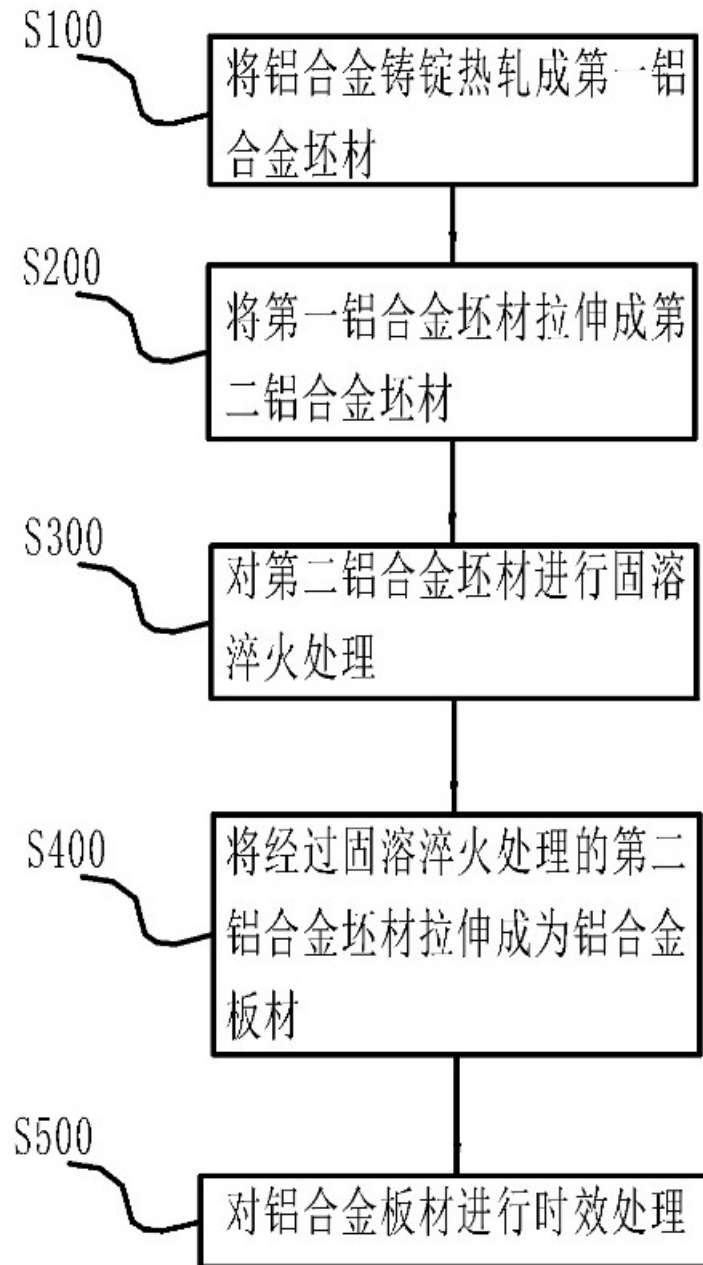 S100
将铝合金铸锭热轧成第一铝
合金坯材
S200
将第一铝合金坯材拉伸成第
二铝合金坯材
S300
对第二铝合金坯材进行固溶
淬火处理
S400
将经过固溶淬火处理的第二
铝合金坯材拉伸成为铝合金
板材
S500
对铝合金板材进行时效处理